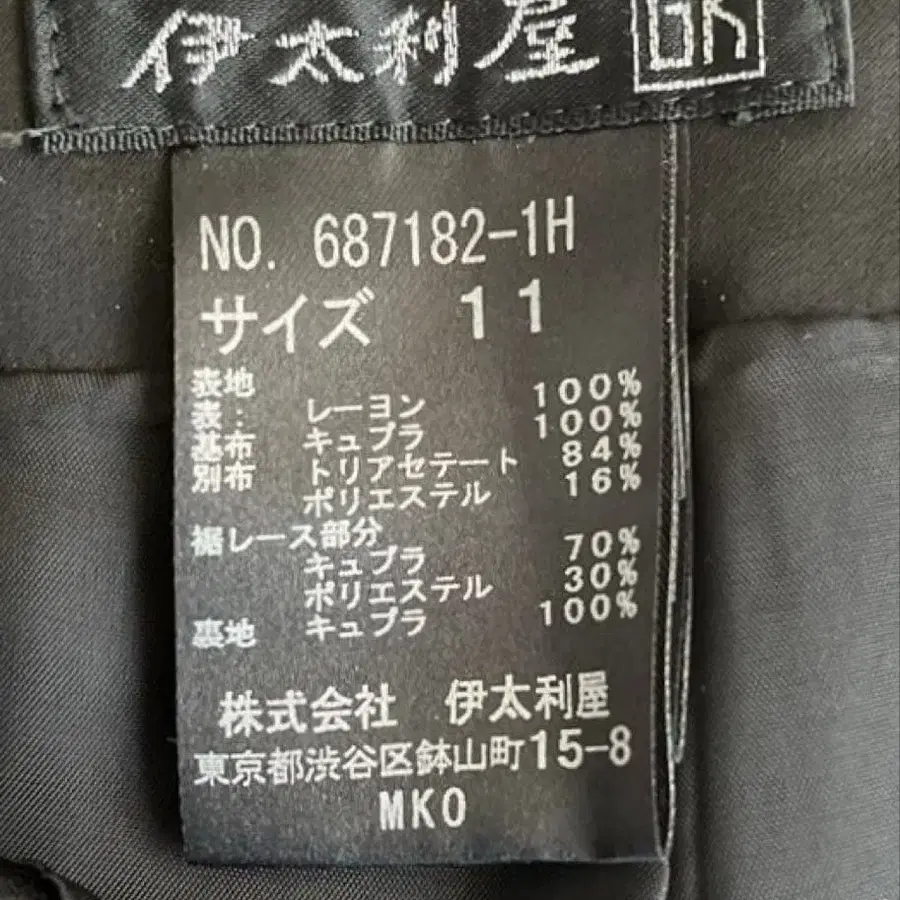 伊太利屋 GK
NO. 687182-1H
サイズ 11
表地
表: レーヨン 100%
基布 キュプラ 100%
別布 トリアセテート 84%
ポリエステル 16%
裾レース部分
キュプラ 70%
ポリエステル 30%
裏地 キュプラ 100%
株式会社 伊太利屋
東京都渋谷区鉢山町15-8
MKO